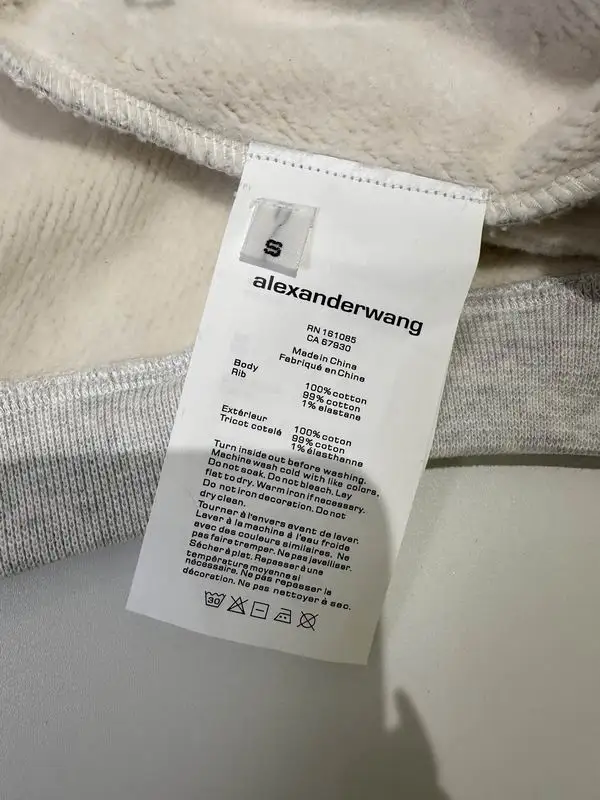 S
alexanderwang
RN 161085
CA 67930
Made in China
Fabriqué en China
Body 100% cotton
Rib 99% cotton
1% elastane
Extérieur 100% coton
Tricot cotelé 99% coton
1% élasthanne
Turn inside out before washing.
Machine wash cold with like colors.
Do not soak. Do not bleach. Lay
flat to dry. Warm iron if necessary.
Do not iron decoration. Do not
dry clean.
Tourner à l'envers avant de laver.
Laver à la machine à l'eau froide
avec des couleurs similaires. Ne
pas faire tremper. Ne pas javelliser.
Sécher à plat. Repasser à une
température moyenne si
nécessaire. Ne pas repasser la
décoration. Ne pas nettoyer à sec.
30